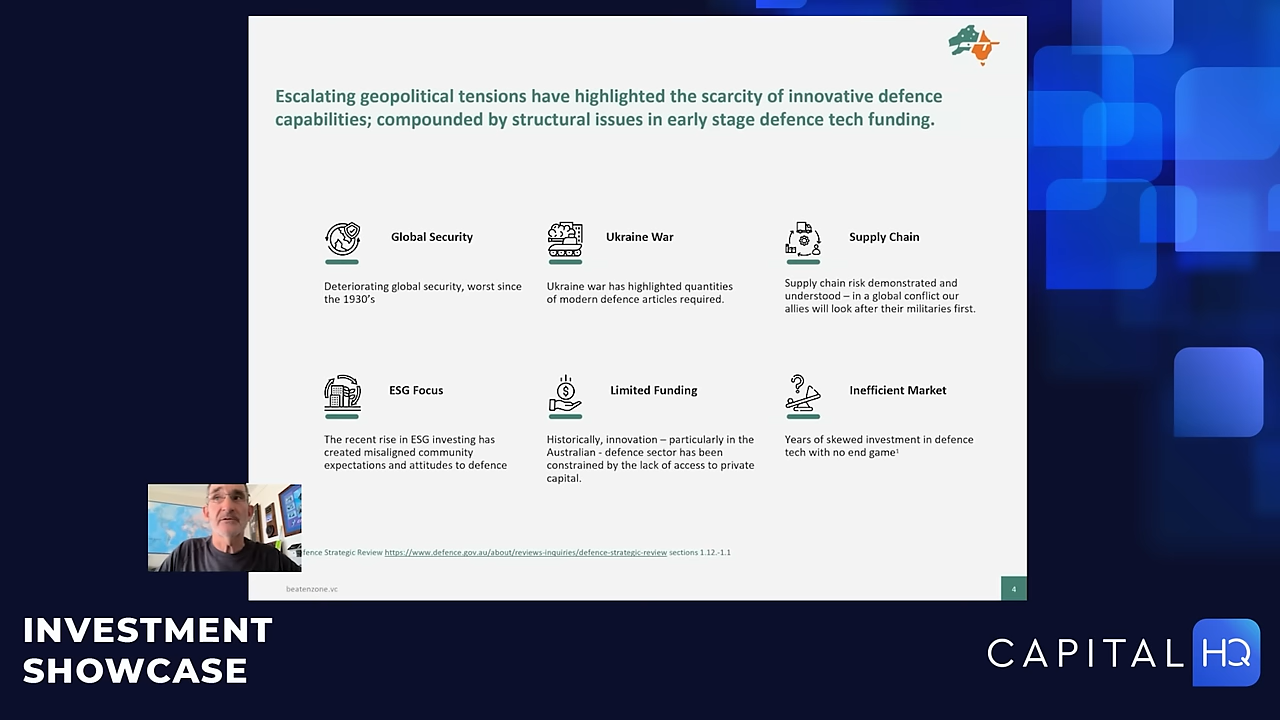 Escalating geopolitical tensions have highlighted the scarcity of innovative defence
capabilities; compounded by structural issues in early stage defence tech funding.
Global Security
Deteriorating global security, worst since
the 1930's
Ukraine War
Ukraine war has highlighted quantities
of modern defence articles required.
Supply Chain
Supply chain risk demonstrated and
understood – in a global conflict our
allies will look after their militaries first.
ESG Focus
The recent rise in ESG investing has
created misaligned community
expectations and attitudes to defence
Limited Funding
Historically, innovation – particularly in the
Australian - defence sector has been
constrained by the lack of access to private
capital.
Inefficient Market
Years of skewed investment in defence
tech with no end game¹
Strategic Review https://www.defence.gov.au/about/reviews-inquiries/defence-strategic-review sections 1.12.-1.1
beatenzone.vc
4
INVESTMENT
SHOWCASE
CAPITAL HQ